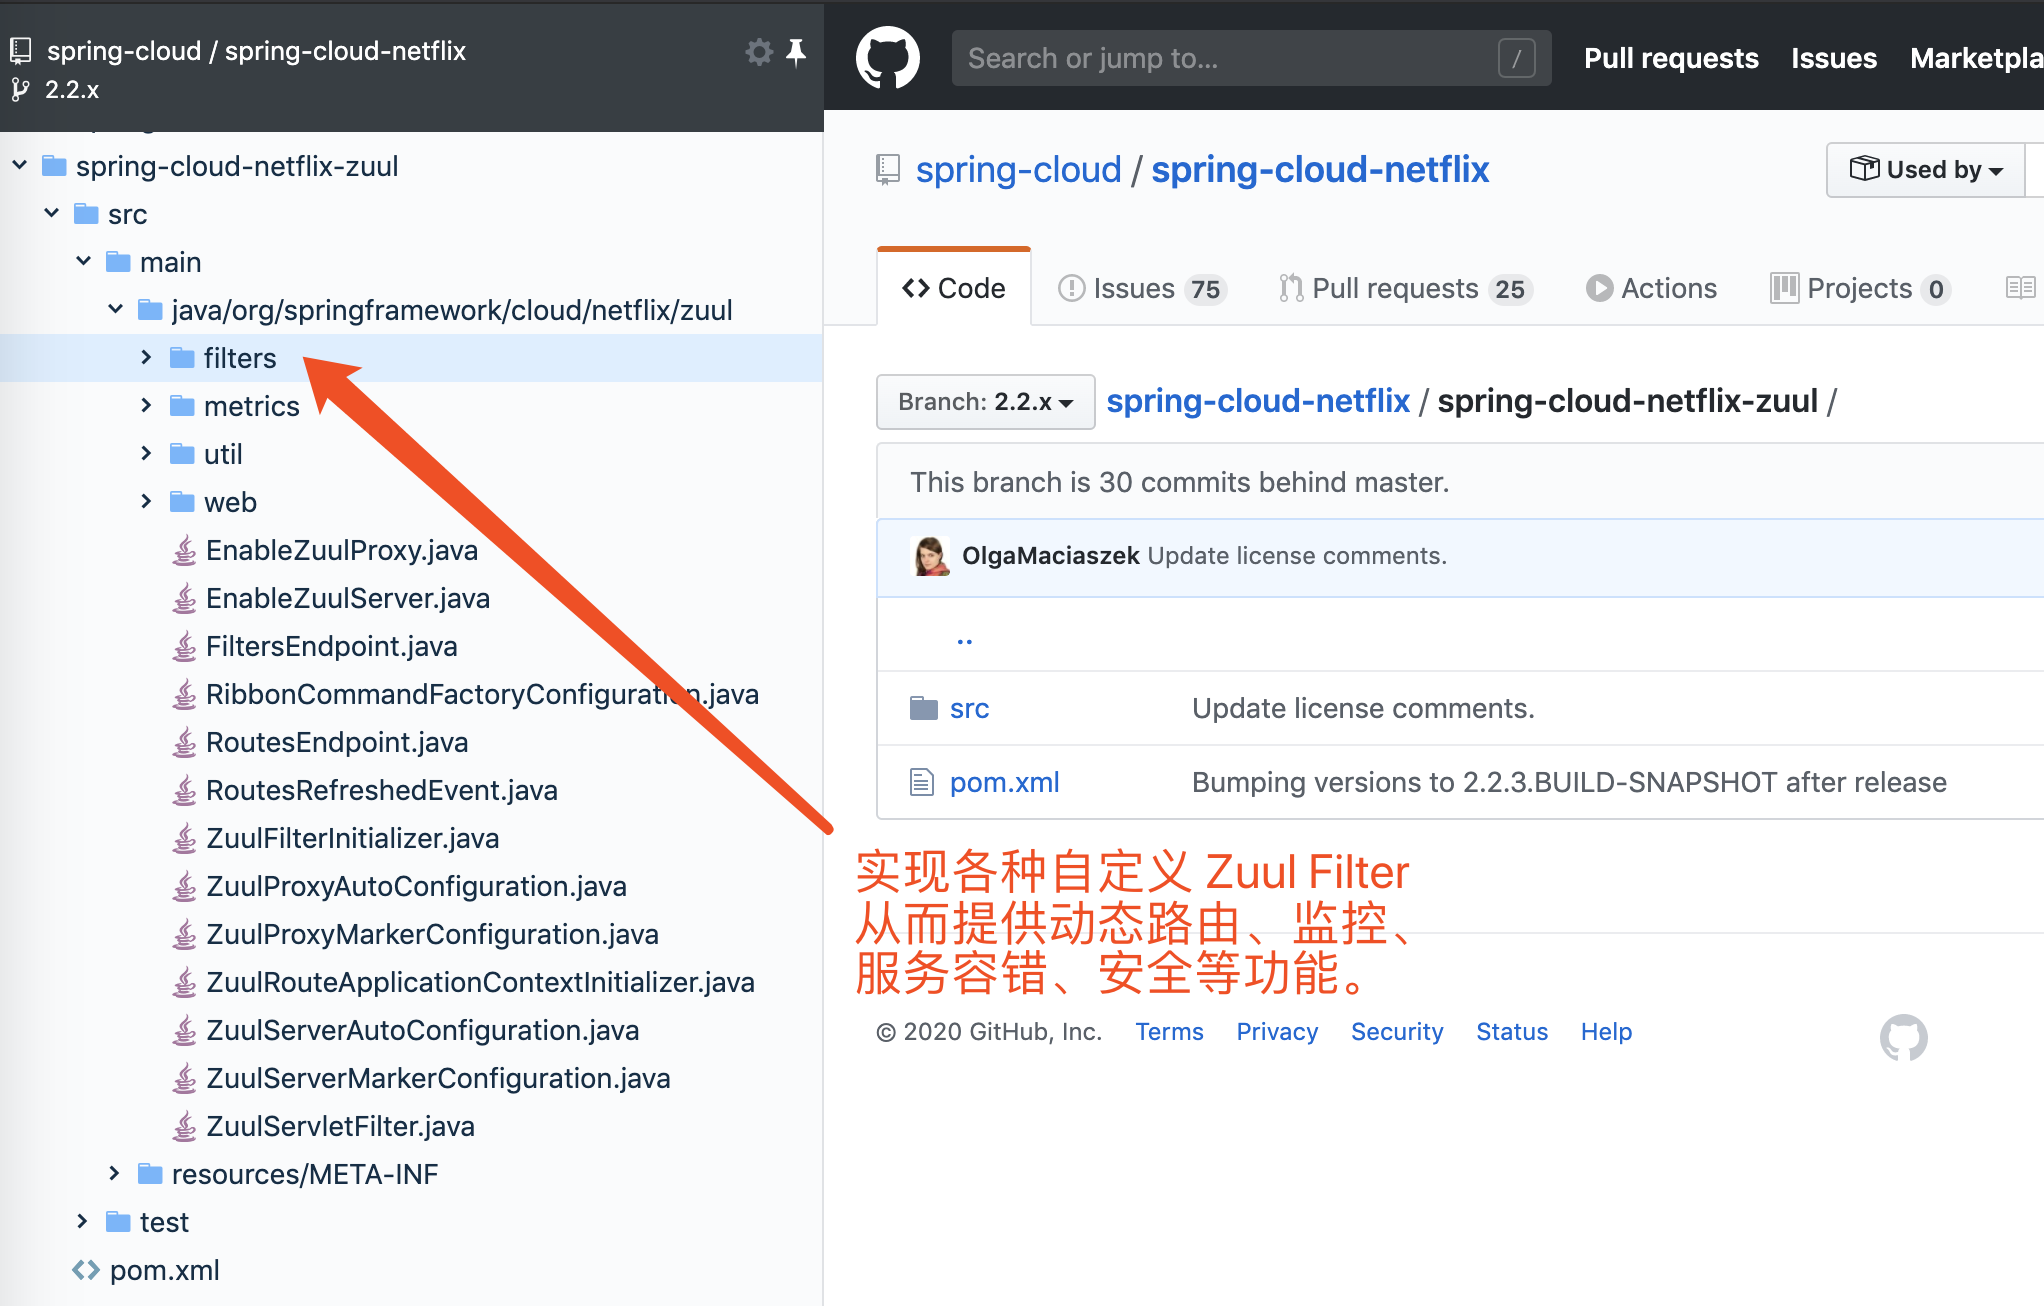 spring-cloud / spring-cloud-netflix
2.2.x
spring-cloud-netflix-zuul
src
main
java/org/springframework/cloud/netflix/zuul
filters
metrics
util
web
EnableZuulProxy.java
EnableZuulServer.java
FiltersEndpoint.java
RibbonCommandFactoryConfiguration.java
RoutesEndpoint.java
RoutesRefreshedEvent.java
ZuulFilterInitializer.java
ZuulProxyAutoConfiguration.java
ZuulProxyMarkerConfiguration.java
ZuulRouteApplicationContextInitializer.java
ZuulServerAutoConfiguration.java
ZuulServerMarkerConfiguration.java
ZuulServletFilter.java
resources/META-INF
test
pom.xml
Search or jump to... / Pull requests Issues Marketpla
spring-cloud / spring-cloud-netflix Used by
Code Issues 75 Pull requests 25 Actions Projects 0
Branch: 2.2.x spring-cloud-netflix / spring-cloud-netflix-zuul /
This branch is 30 commits behind master.
OlgaMaciaszek Update license comments.
..
src Update license comments.
pom.xml Bumping versions to 2.2.3.BUILD-SNAPSHOT after release
实现各种自定义 Zuul Filter
从而提供动态路由、监控、
服务容错、安全等功能。
© 2020 GitHub, Inc. Terms Privacy Security Status Help